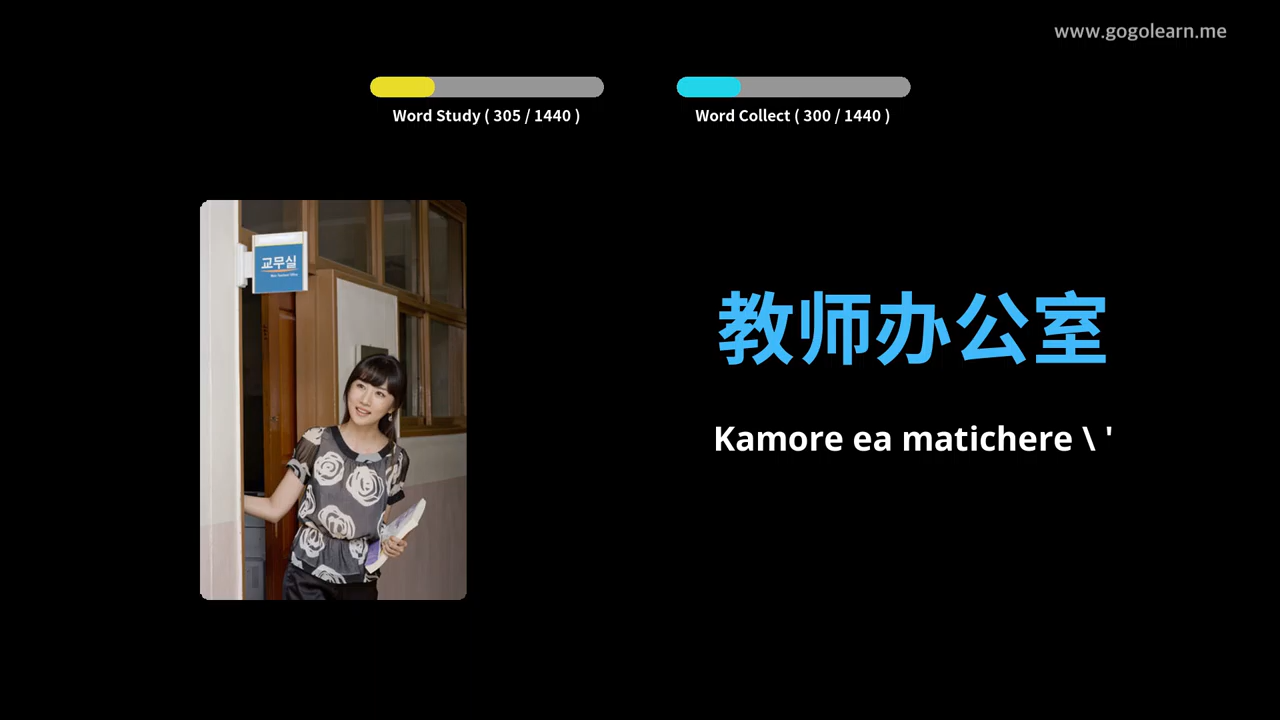 www.gogolearn.me
Word Study ( 305 / 1440 )
Word Collect ( 300 / 1440 )
교무실
教师办公室
Kamore ea matichere \ '